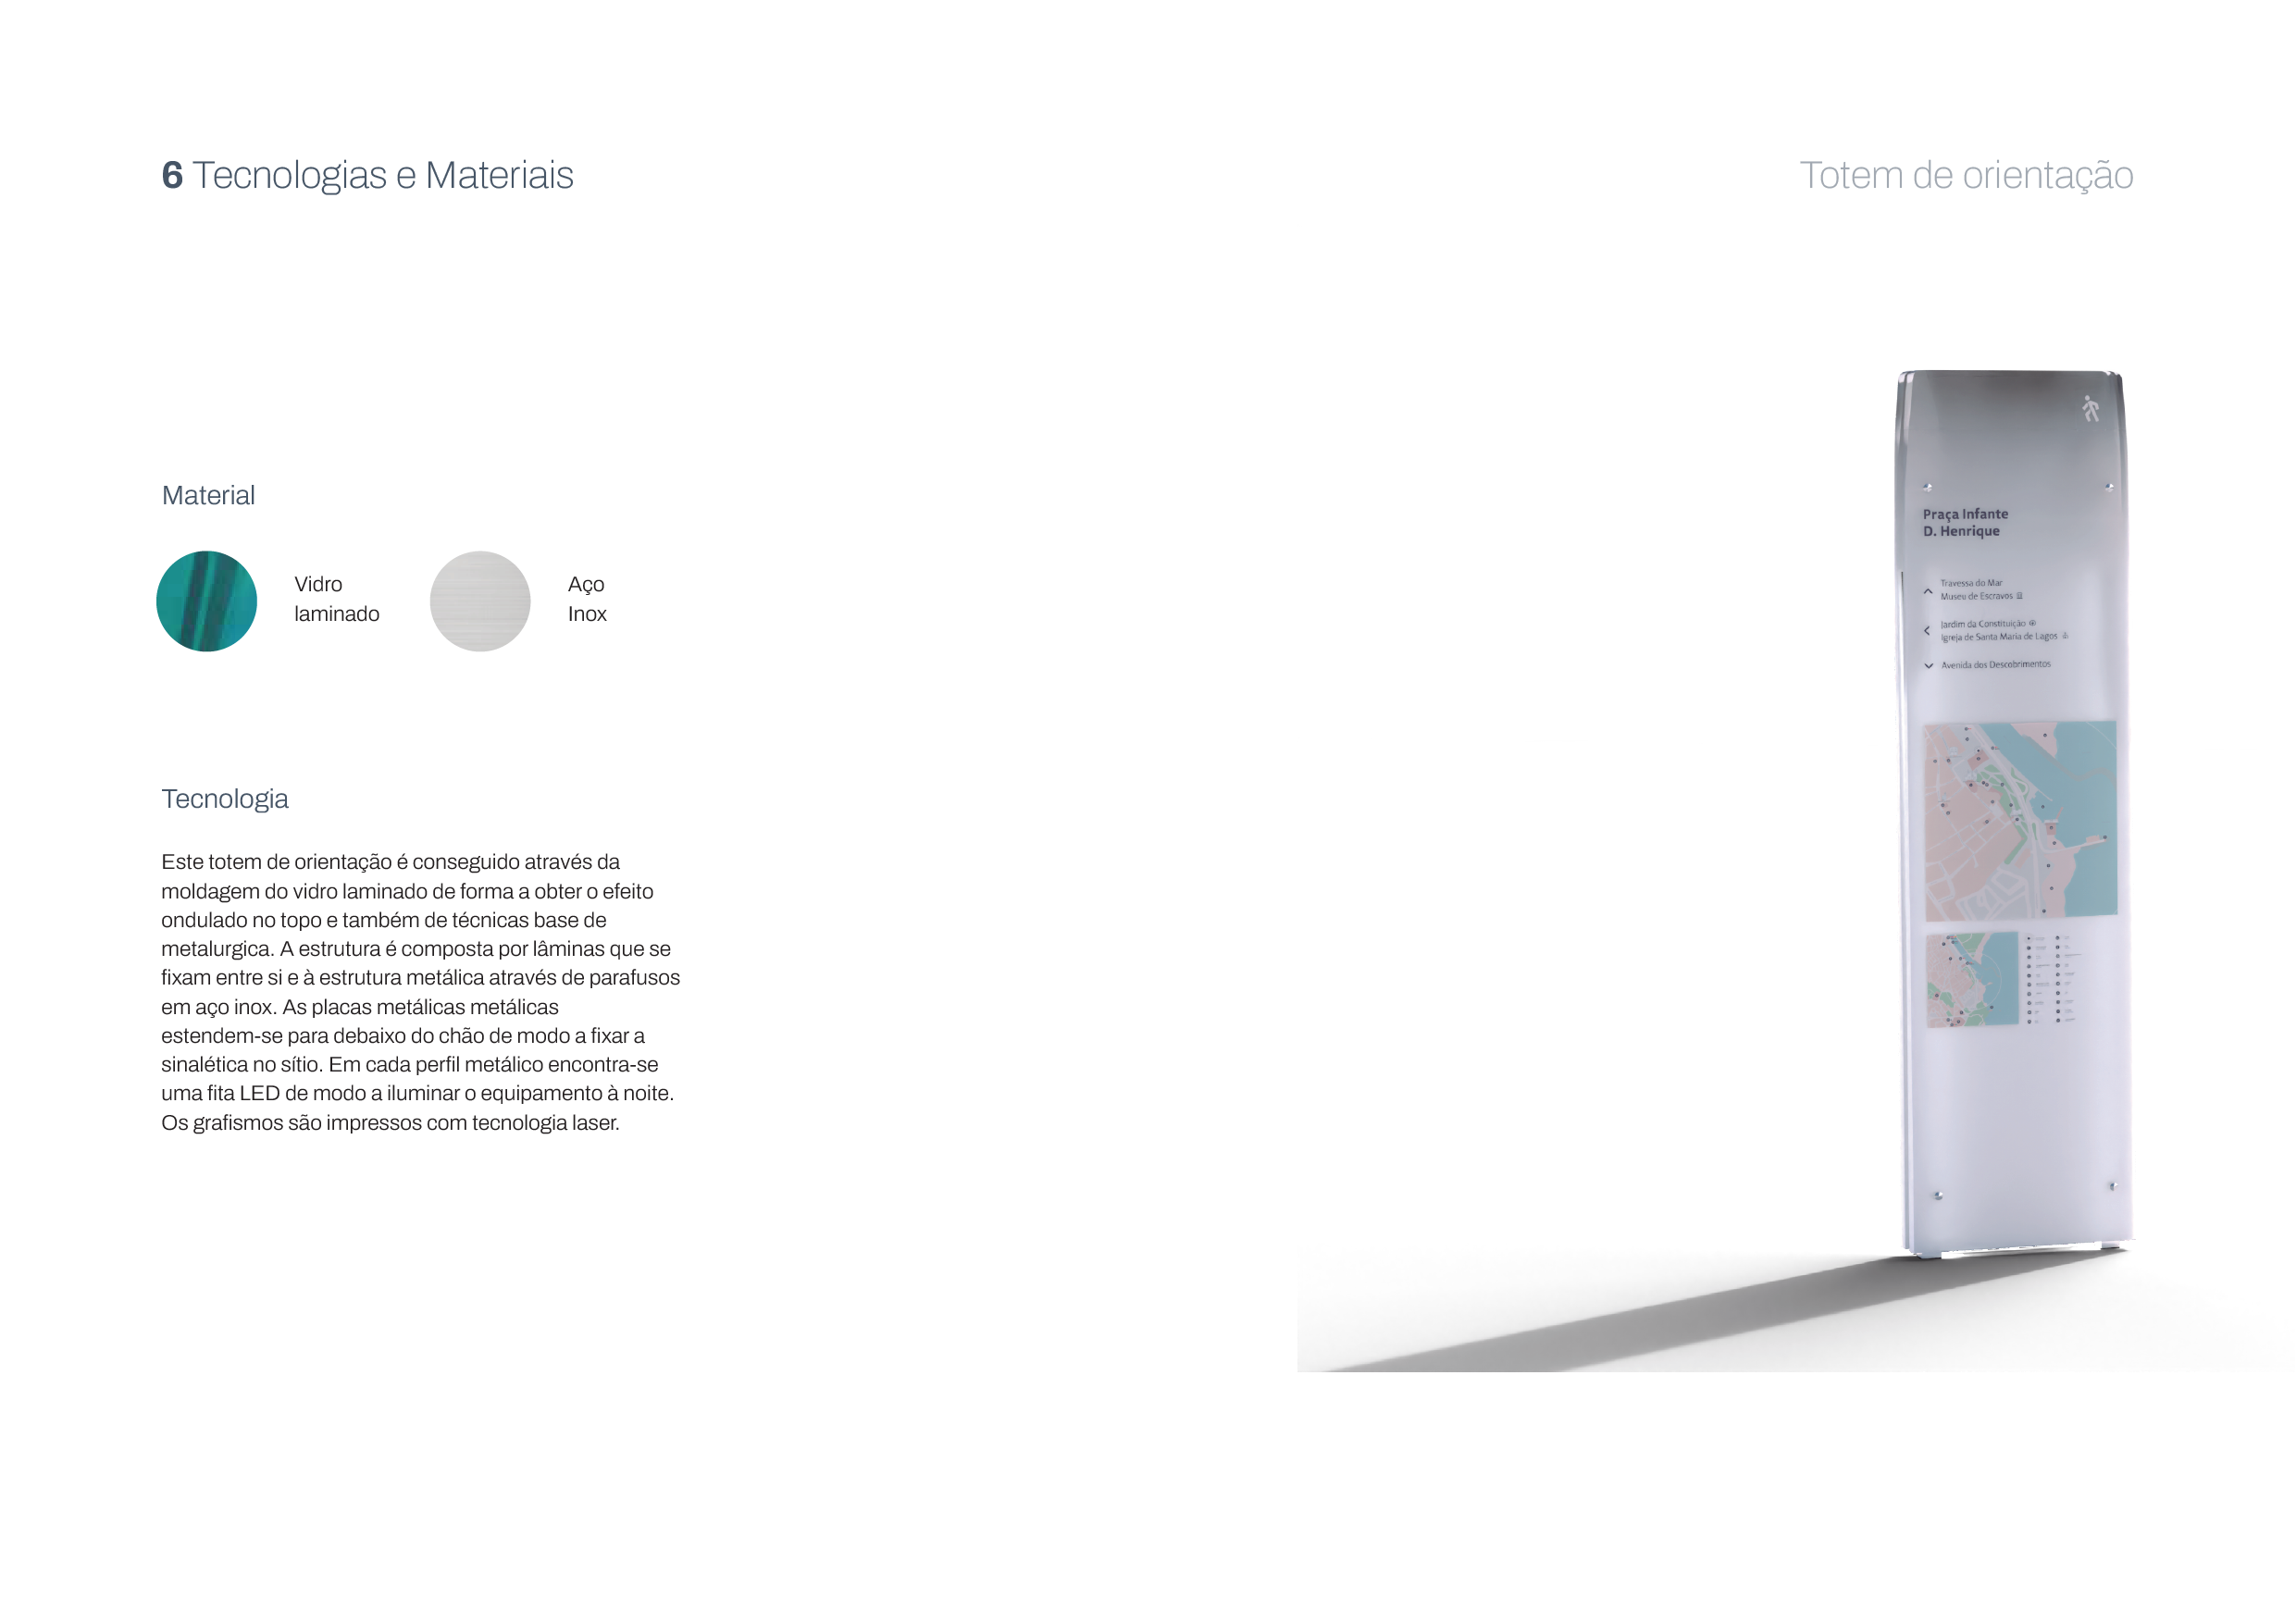 6 Tecnologias e Materiais
Totem de orientação
Material
Vidro
laminado
Aço
Inox
Tecnologia
Este totem de orientação é conseguido através da
moldagem do vidro laminado de forma a obter o efeito
ondulado no topo e também de técnicas base de
metalurgica. A estrutura é composta por lâminas que se
fixam entre si e à estrutura metálica através de parafusos
em aço inox. As placas metálicas metálicas
estendem-se para debaixo do chão de modo a fixar a
sinalética no sítio. Em cada perfil metálico encontra-se
uma fita LED de modo a iluminar o equipamento à noite.
Os grafismos são impressos com tecnologia laser.
Praça Infante
D. Henrique
Travessa do Mar
Museu de Escravos
Jardim da Constituição
Igreja de Santa Maria de Lagos
Avenida dos Descobrimentos